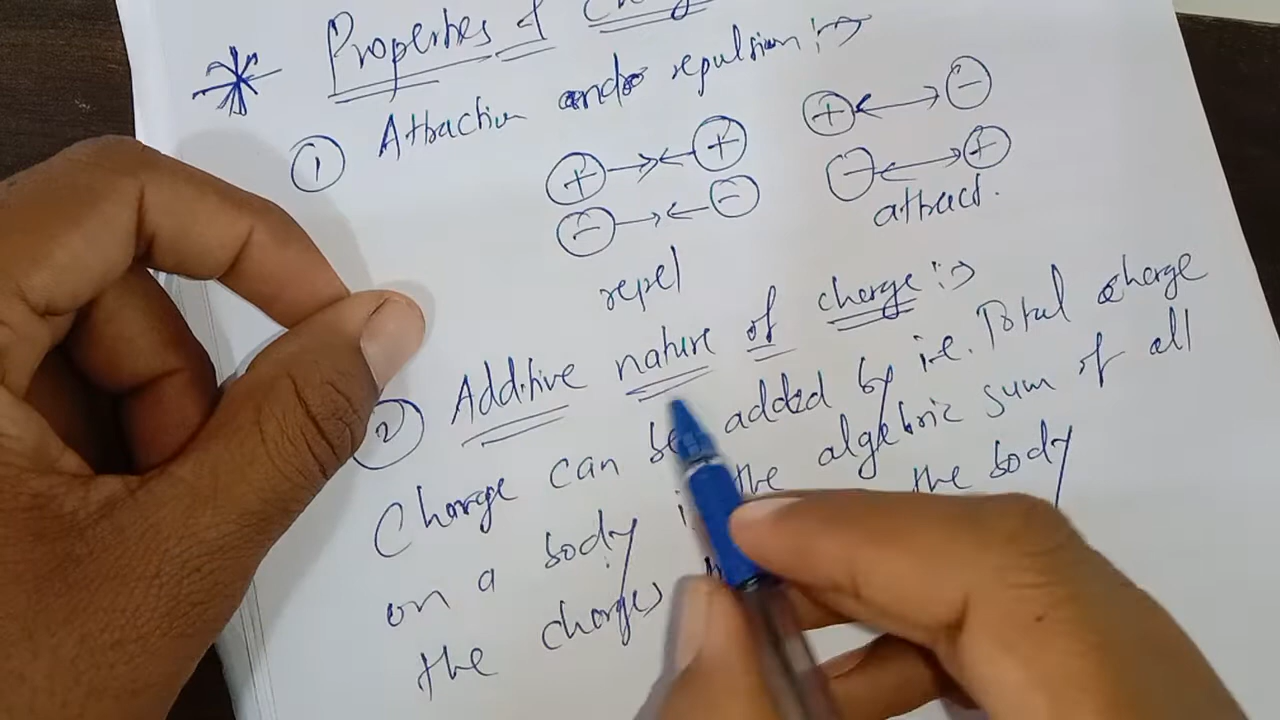 Properties of
① Attraction and repulsion :→
+ → ← + + ↔ -
- → ← - - ↔ +
repel attract.
② Additive nature of charge :→
Charge can be added by i.e. Total charge
on a body the algebric sum of all
the charges the body